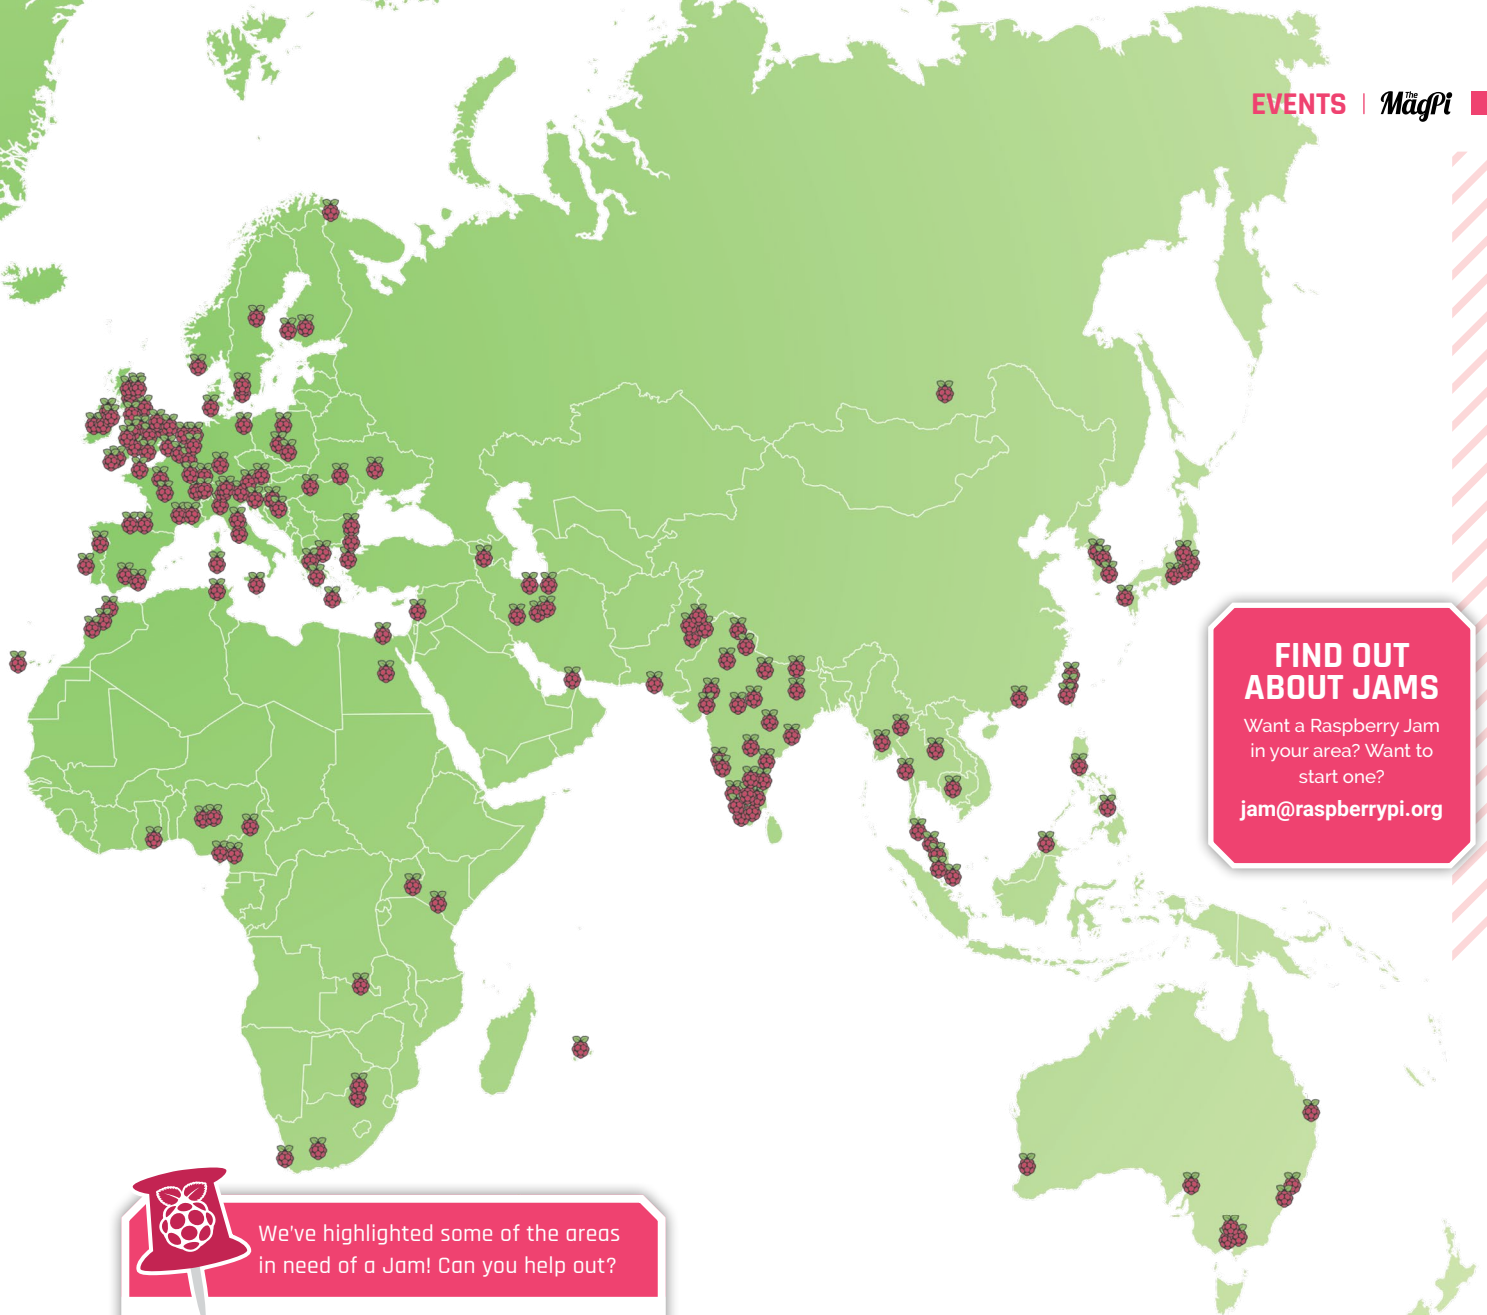 EVENTS
The MagPi
FIND OUT
ABOUT JAMS
Want a Raspberry Jam
in your area? Want to
start one?
jam@raspberrypi.org
We've highlighted some of the areas
in need of a Jam! Can you help out?